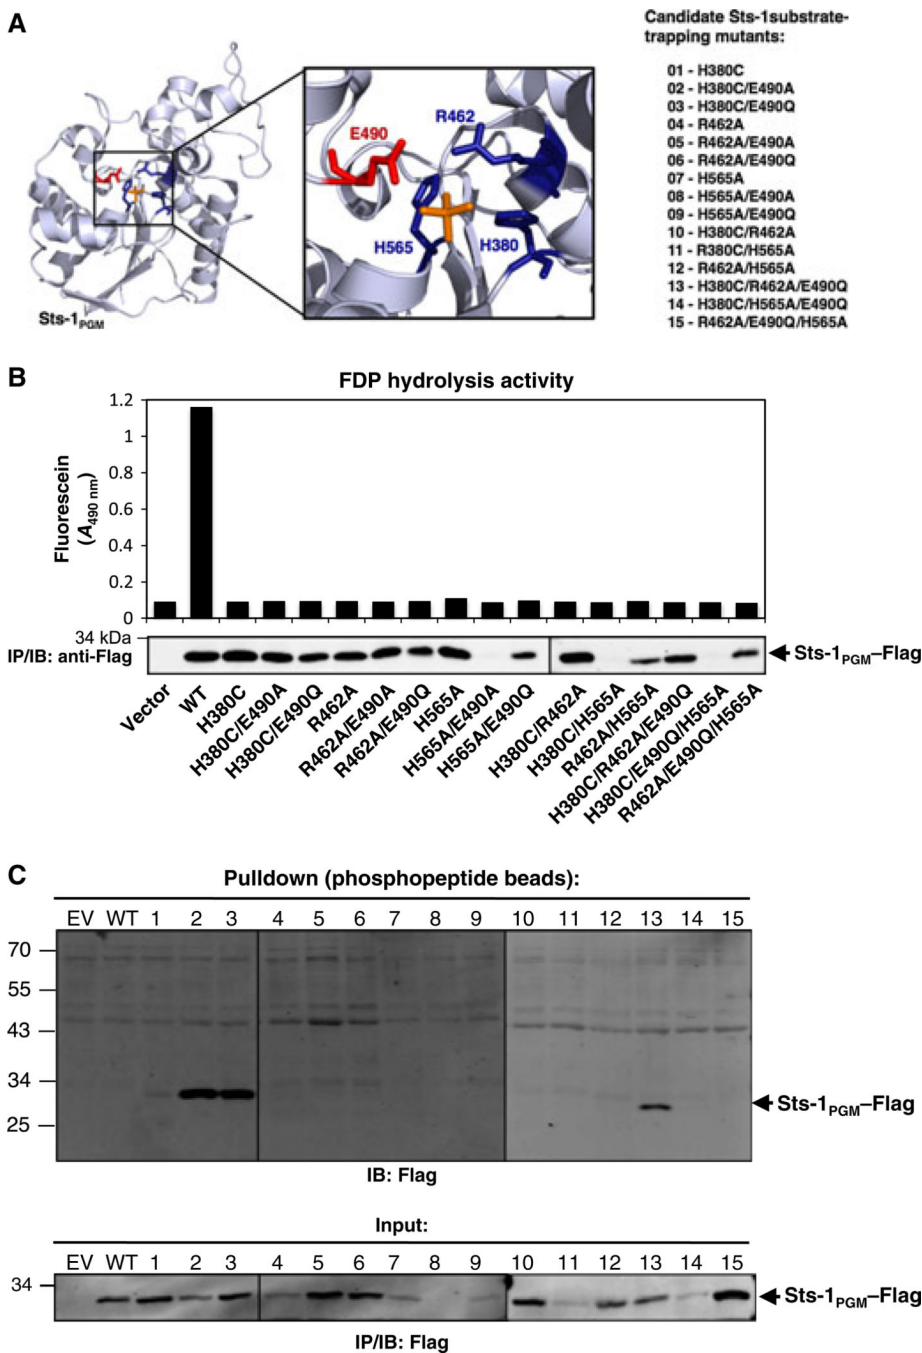 A
Candidate Sts-1substrate-
trapping mutants:
01 - H380C
02 - H380C/E490A
03 - H380C/E490Q
04 - R462A
05 - R462A/E490A
06 - R462A/E490Q
07 - H565A
08 - H565A/E490A
09 - H565A/E490Q
10 - H380C/R462A
11 - R380C/H565A
12 - R462A/H565A
13 - H380C/R462A/E490Q
14 - H380C/H565A/E490Q
15 - R462A/E490Q/H565A
E490
R462
H565
H380
Sts-1PGM
B
FDP hydrolysis activity
Fluorescein
(A490 nm)
1.2
1
0.8
0.6
0.4
0.2
0
34 kDa
IP/IB: anti-Flag
Sts-1PGM–Flag
Vector
WT
H380C
H380C/E490A
H380C/E490Q
R462A
R462A/E490A
R462A/E490Q
H565A
H565A/E490A
H565A/E490Q
H380C/R462A
H380C/H565A
R462A/H565A
H380C/R462A/E490Q
H380C/E490Q/H565A
R462A/E490Q/H565A
C
Pulldown (phosphopeptide beads):
EV WT 1 2 3 4 5 6 7 8 9 10 11 12 13 14 15
70
55
43
34
25
Sts-1PGM–Flag
IB: Flag
Input:
EV WT 1 2 3 4 5 6 7 8 9 10 11 12 13 14 15
34
Sts-1PGM–Flag
IP/IB: Flag